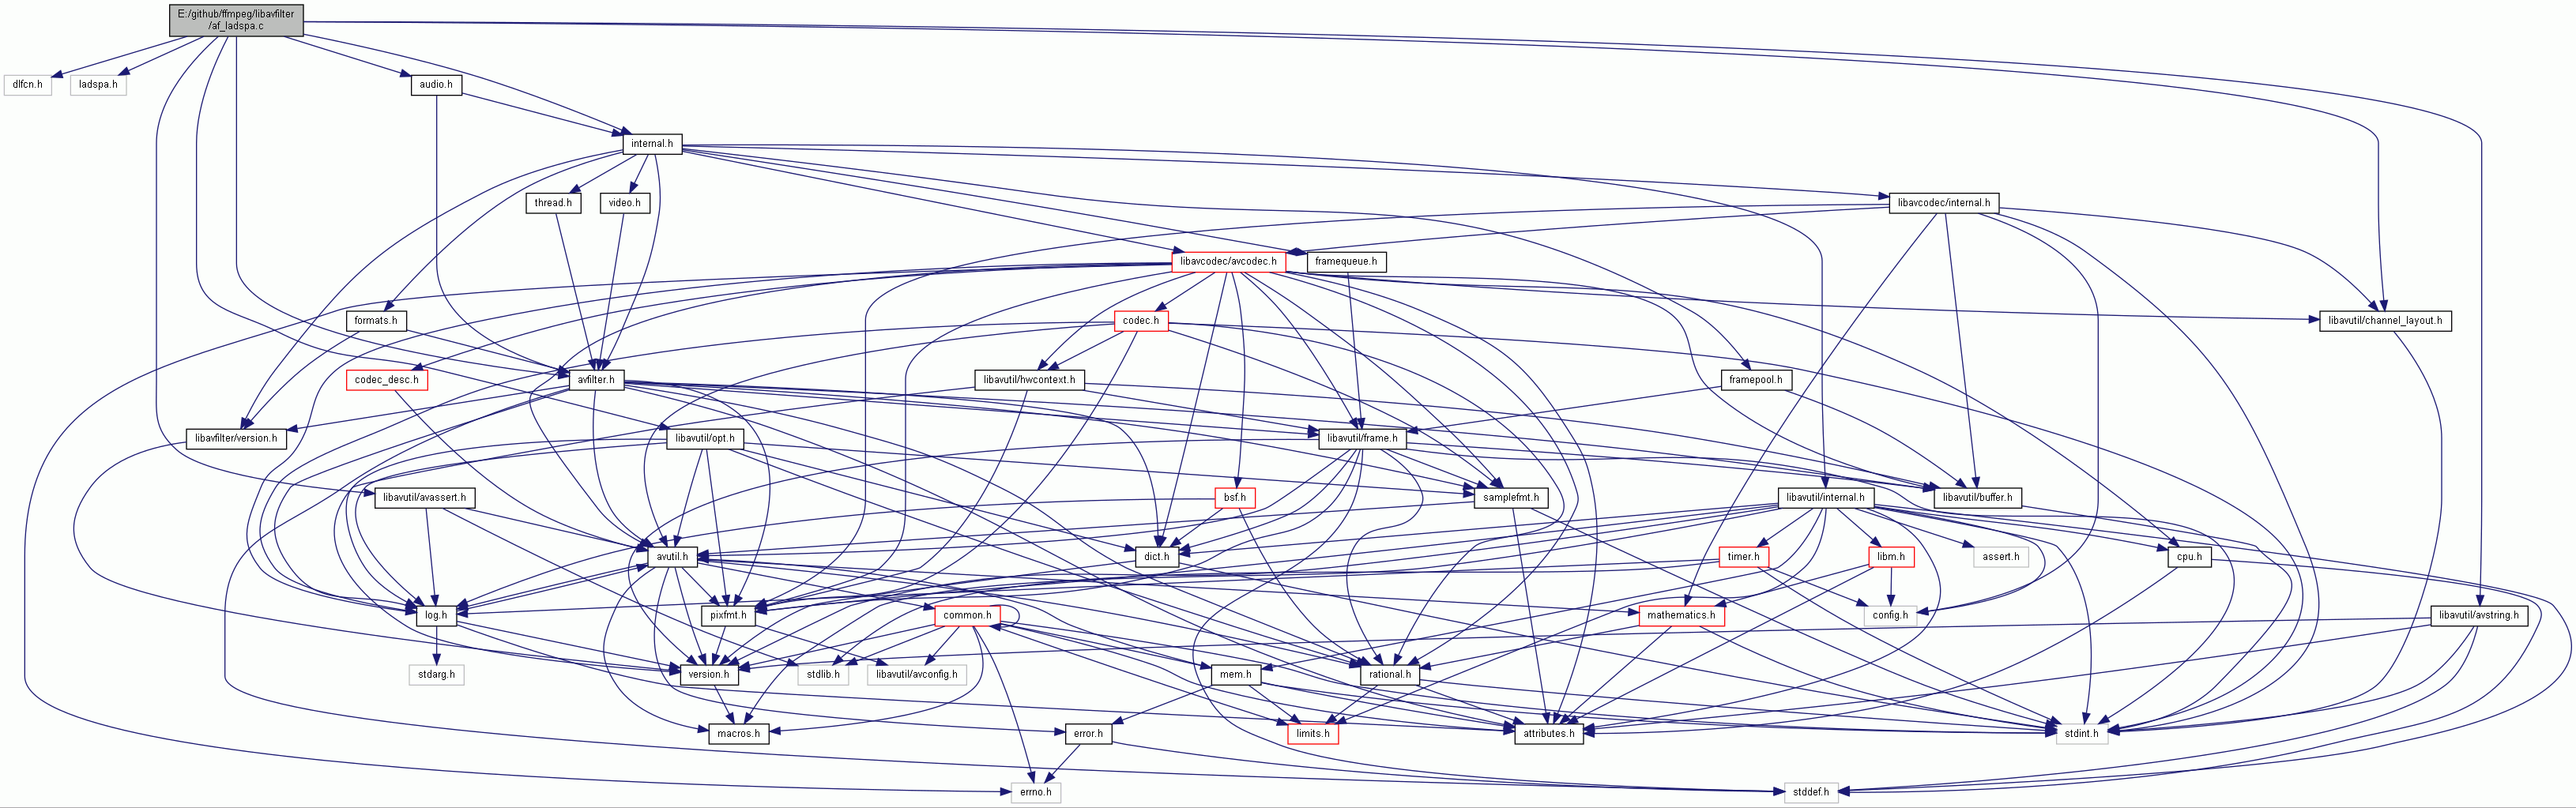 E:/github/ffmpeg/libavfilter
/af_ladspa.c
dlfcn.h
ladspa.h
audio.h
internal.h
thread.h
video.h
libavcodec/internal.h
libavcodec/avcodec.h
framequeue.h
formats.h
codec.h
libavutil/channel_layout.h
codec_desc.h
avfilter.h
libavutil/hwcontext.h
framepool.h
libavfilter/version.h
libavutil/opt.h
libavutil/frame.h
libavutil/avassert.h
bsf.h
samplefmt.h
libavutil/internal.h
libavutil/buffer.h
avutil.h
dict.h
timer.h
libm.h
assert.h
cpu.h
log.h
pixfmt.h
common.h
mathematics.h
config.h
libavutil/avstring.h
stdarg.h
version.h
stdlib.h
libavutil/avconfig.h
mem.h
rational.h
macros.h
error.h
limits.h
attributes.h
stdint.h
errno.h
stddef.h